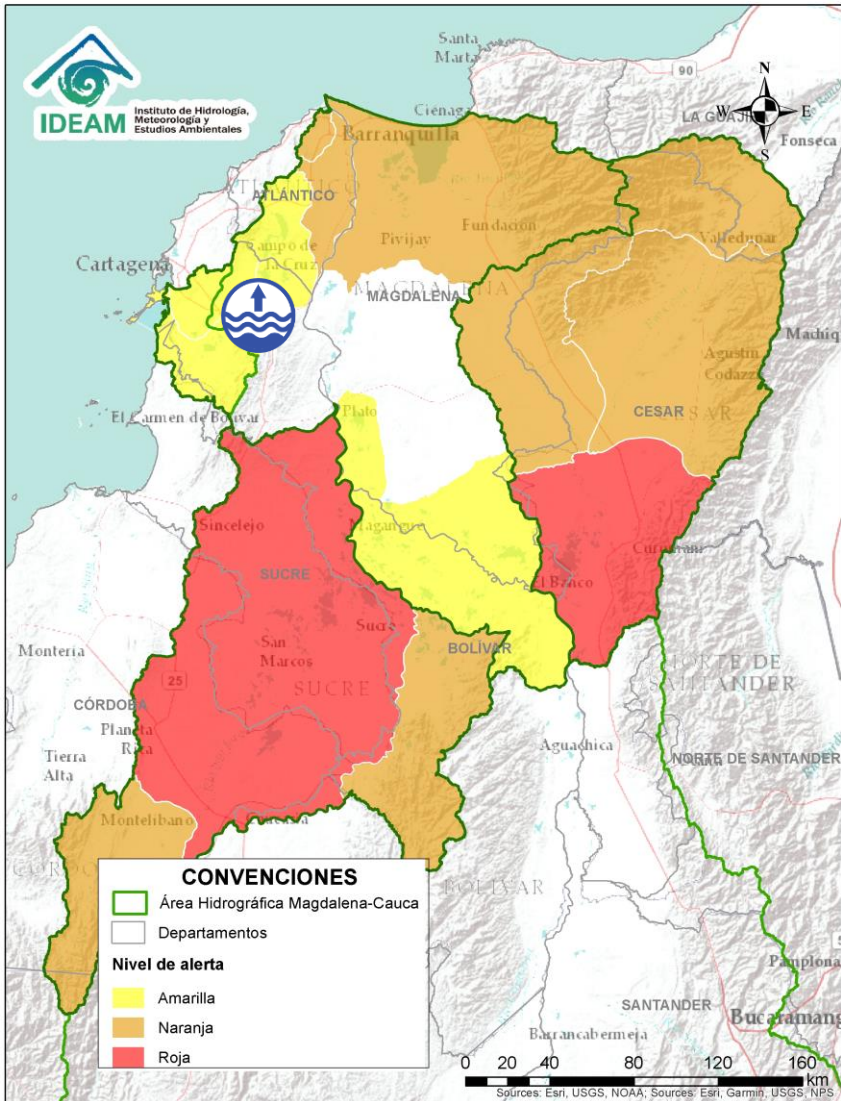 IDEAM
Instituto de Hidrología,
Meteorología y
Estudios Ambientales
Santa
Marta
90
N
W
E
S
LA GUAJI
Ciénaga
Fonseca
Barranquilla
ATLÁNTICO
Valledupar
Fundación
Pivijay
Campo de
la Cruz
Cartagena
MAGDALENA
Machiq
Agustín
Codazzi
CESAR
Plato
El Carmen de Bolívar
Sincelejo
Magangué
Curumaní
SUCRE
El Banco
Sucre
San
Marcos
SUCRE
BOLÍVAR
Montería
25
NORTE DE
SANTANDER
CÓRDOBA
Planeta
Rica
Tierra
Alta
Aguachica
NORTE DE SANTANDER
Montelíbano
Caucasia
BOLÍVAR
CONVENCIONES
Área Hidrográfica Magdalena-Cauca
Departamentos
Nivel de alerta
Amarilla
Naranja
Roja
Pamplona
SANTANDER
Bucaramang
Barrancabermeja
0 20 40 80 120 160
km
Sources: Esri, USGS, NOAA; Sources: Esri, Garmin, USGS, NPS